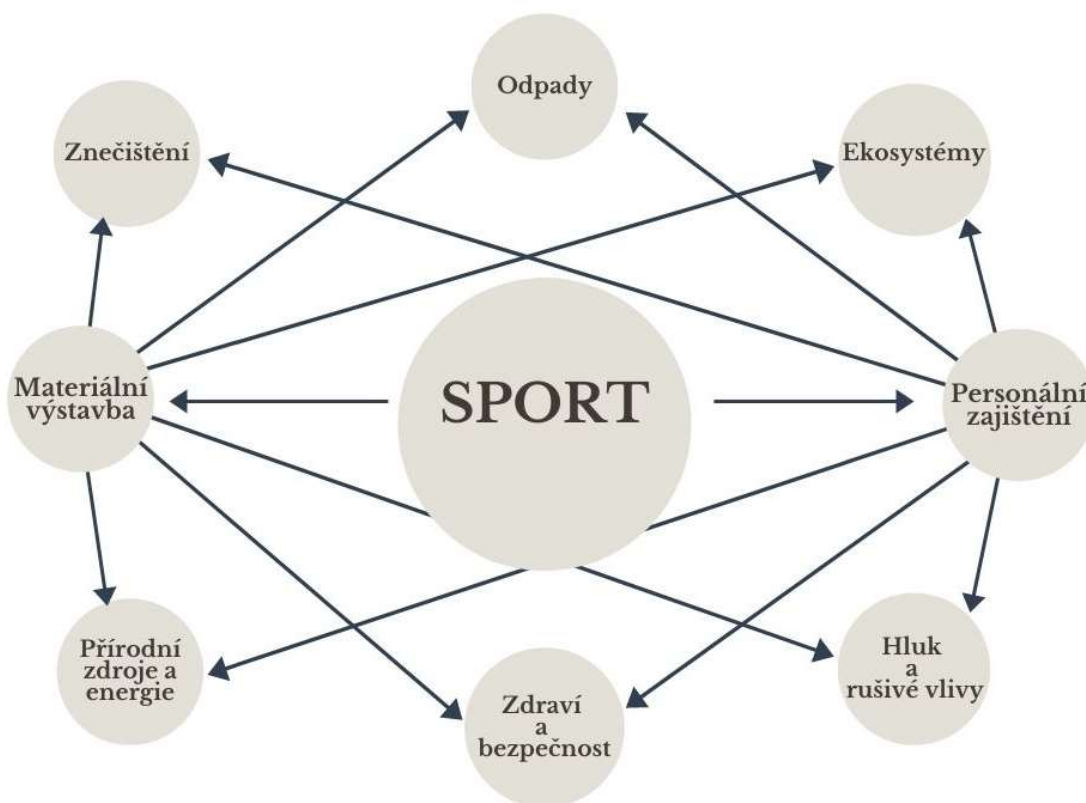 Odpady
Znečištění
Ekosystémy
Materiální
výstavba
SPORT
Personální
zajištění
Přírodní
zdroje a
energie
Zdraví
a
bezpečnost
Hluk
a
rušivé vlivy